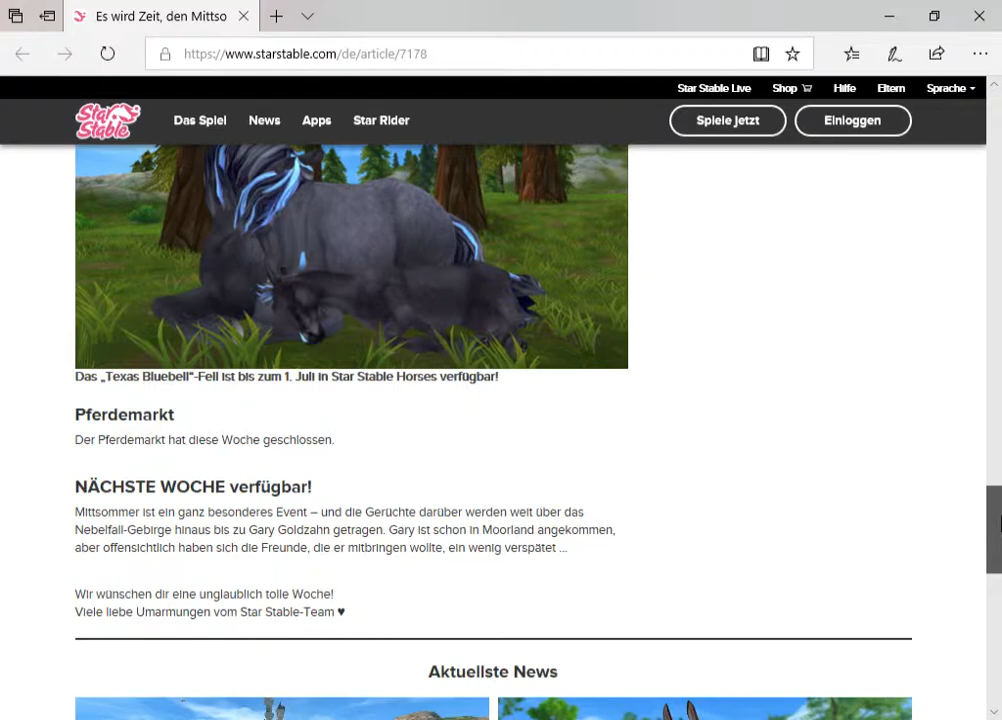 Es wird Zeit, den Mittso
https://www.starstable.com/de/article/7178
Star Stable Live Shop Hilfe Eltern Sprache
Star Stable
Das Spiel News Apps Star Rider Spiele jetzt Einloggen
Das „Texas Bluebell“-Fell ist bis zum 1. Juli in Star Stable Horses verfügbar!
Pferdemarkt
Der Pferdemarkt hat diese Woche geschlossen.
NÄCHSTE WOCHE verfügbar!
Mittsommer ist ein ganz besonderes Event – und die Gerüchte darüber werden weit über das
Nebelfall-Gebirge hinaus bis zu Gary Goldzahn getragen. Gary ist schon in Moorland angekommen,
aber offensichtlich haben sich die Freunde, die er mitbringen wollte, ein wenig verspätet ...
Wir wünschen dir eine unglaublich tolle Woche!
Viele liebe Umarmungen vom Star Stable-Team ♥
Aktuellste News